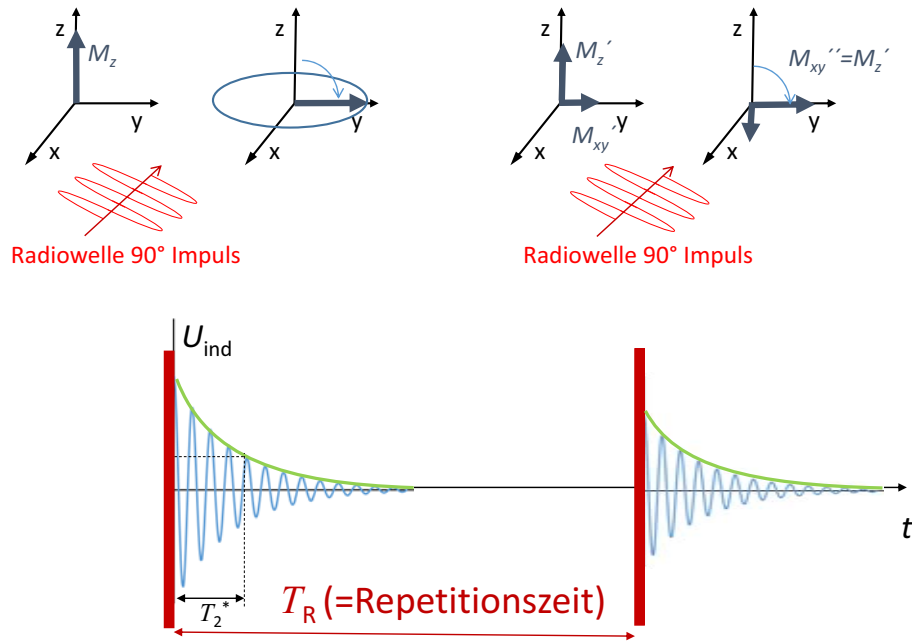 z
M_z
y
x
z
y
z
M_z´
y
M_xy´
x
z
M_xy´´=M_z´
y
x
Radiowelle 90° Impuls
Radiowelle 90° Impuls
U_ind
t
T_2^*
T_R (=Repetitionszeit)